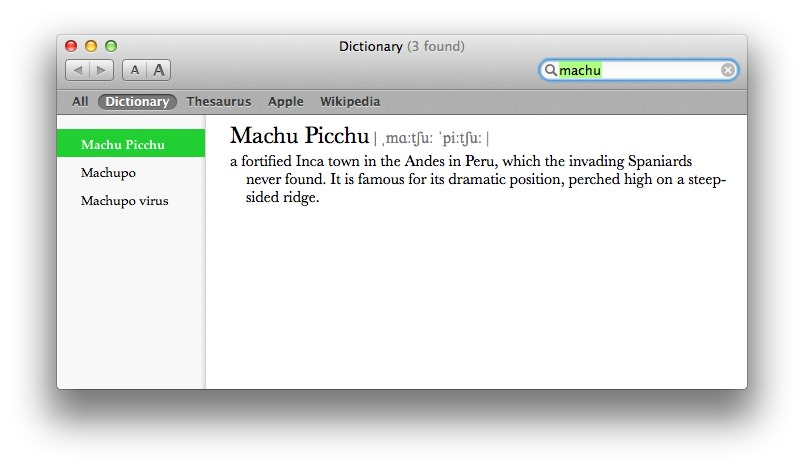 Dictionary (3 found)
A A
machu
All Dictionary Thesaurus Apple Wikipedia
Machu Picchu
Machupo
Machupo virus
Machu Picchu | ˌmɑːtʃuː ˈpiːtʃuː |
a fortified Inca town in the Andes in Peru, which the invading Spaniards
never found. It is famous for its dramatic position, perched high on a steep-
sided ridge.